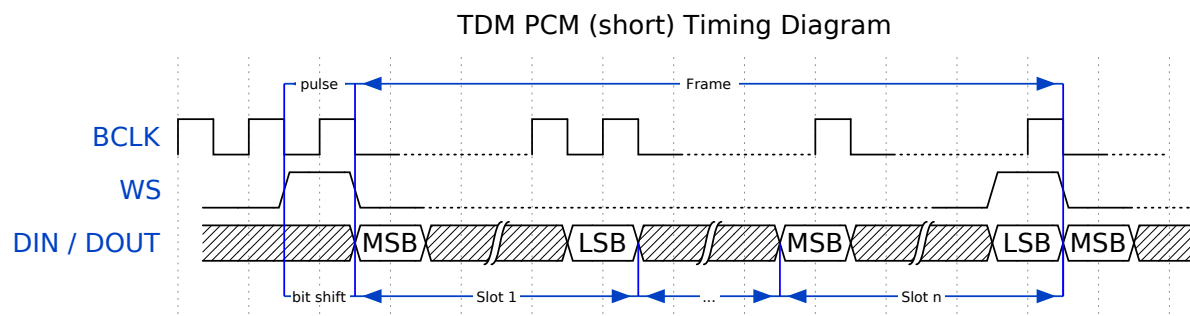 TDM PCM (short) Timing Diagram
pulse
Frame
BCLK
WS
DIN / DOUT
MSB
LSB
MSB
LSB
MSB
bit shift
Slot 1
...
Slot n